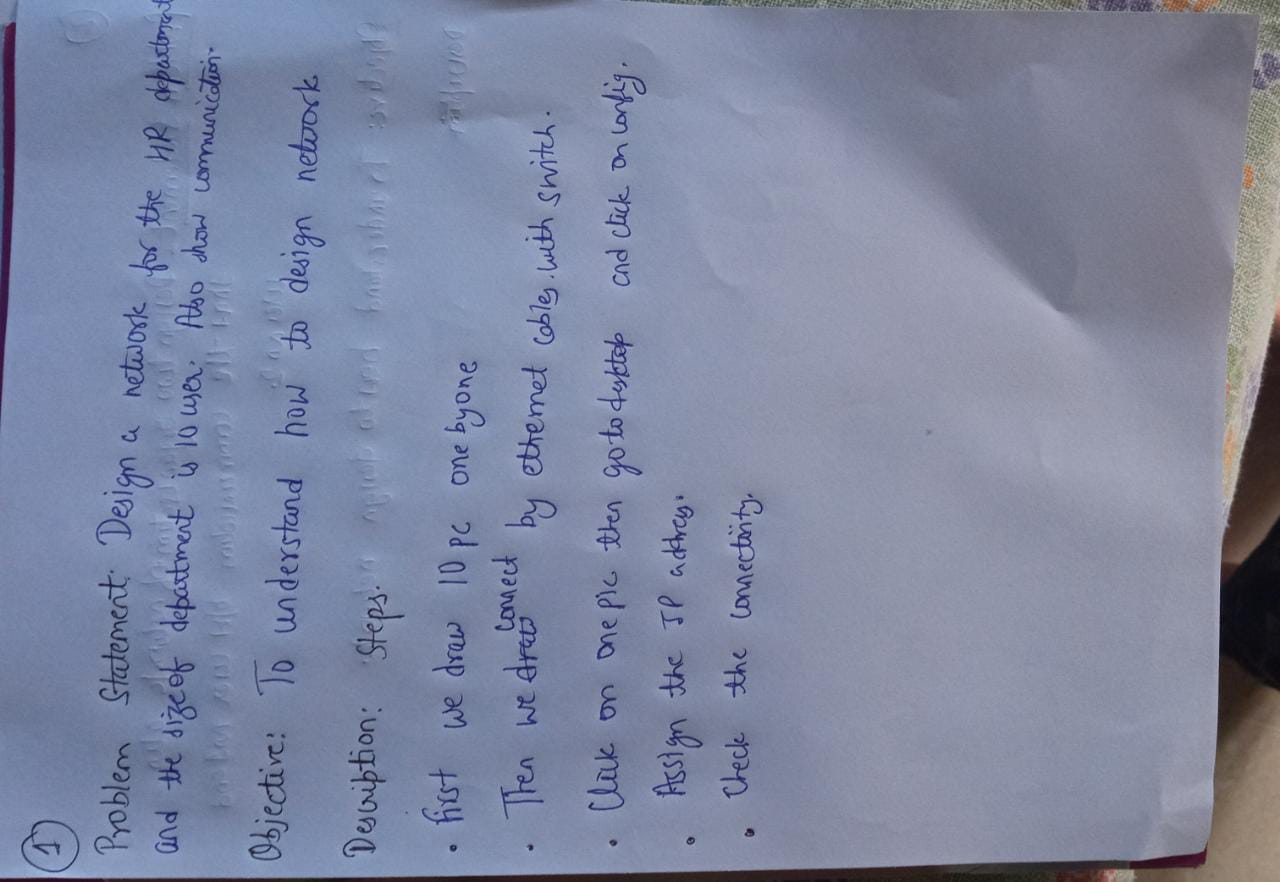 1
Problem Statement: Design a network for the HR department
and the size of department is 10 user. Also show communication.
Objective: To understand how to design network
Description: Steps.
• first we draw 10 pc one by one
• Then we draw connect by ethernet cables with switch.
• Click on one pic then go to desktop and click on config.
• Assign the IP address.
• Check the connectivity.